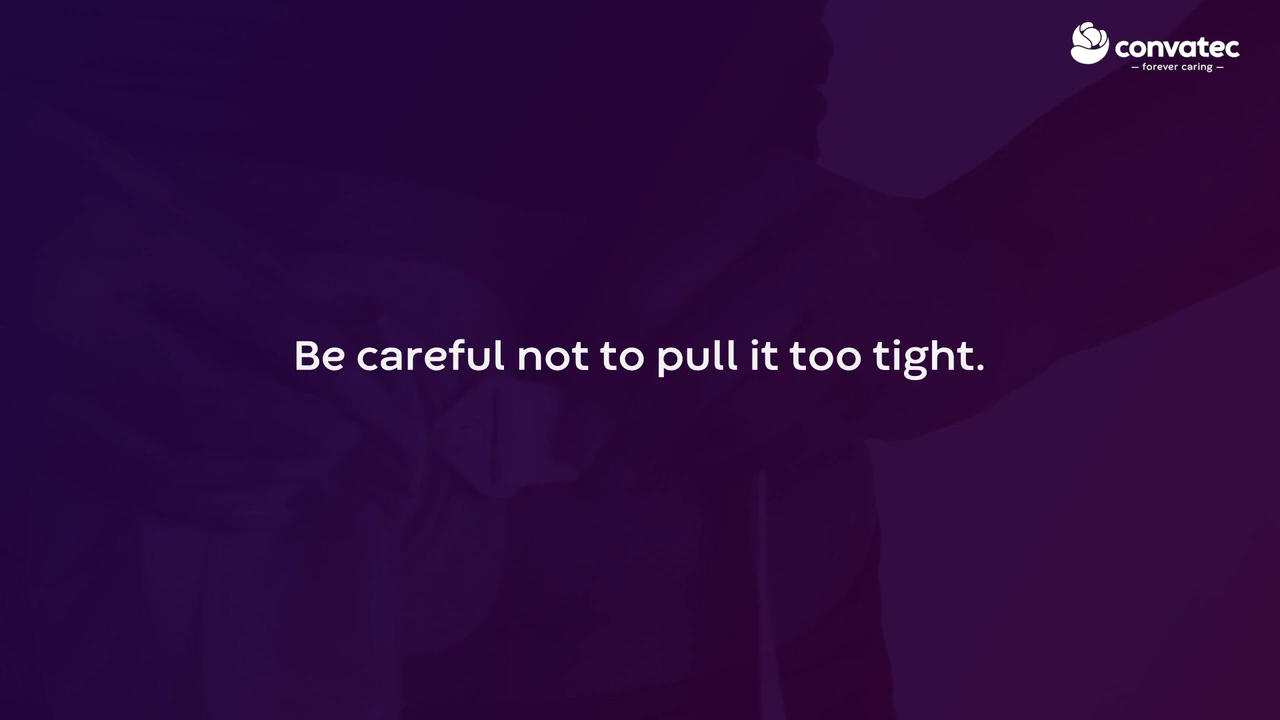 convatec
– forever caring –
Be careful not to pull it too tight.